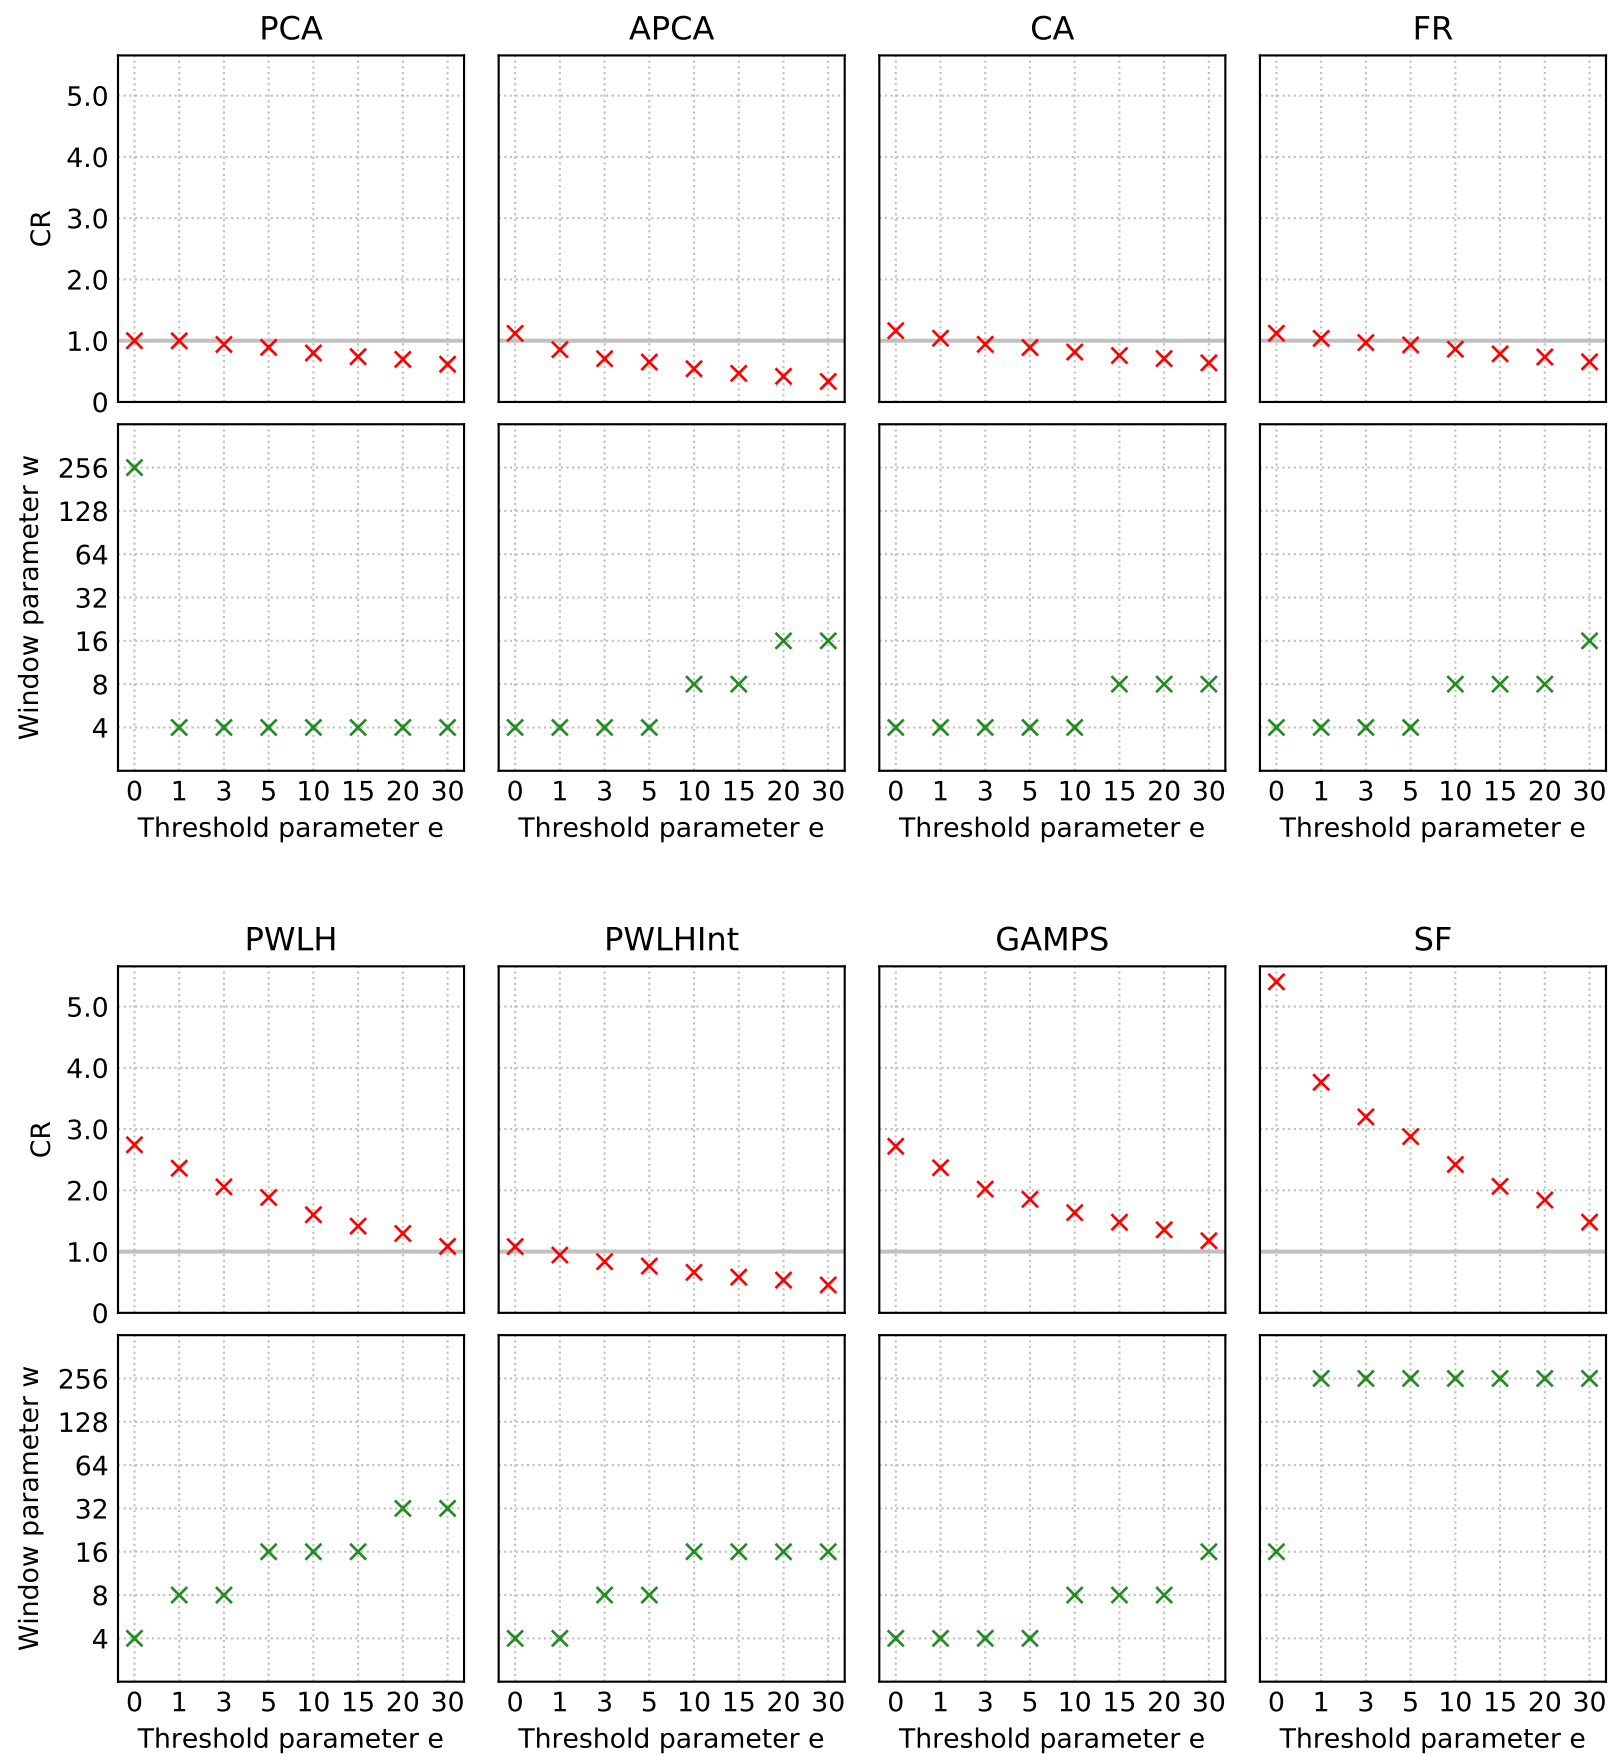 PCA APCA CA FR
5.0
4.0
3.0
2.0
1.0
0
CR
256
128
64
32
16
8
4
Window parameter w
0 1 3 5 10 15 20 30 0 1 3 5 10 15 20 30 0 1 3 5 10 15 20 30 0 1 3 5 10 15 20 30
Threshold parameter e Threshold parameter e Threshold parameter e Threshold parameter e
PWLH PWLHInt GAMPS SF
5.0
4.0
3.0
2.0
1.0
0
CR
256
128
64
32
16
8
4
Window parameter w
0 1 3 5 10 15 20 30 0 1 3 5 10 15 20 30 0 1 3 5 10 15 20 30 0 1 3 5 10 15 20 30
Threshold parameter e Threshold parameter e Threshold parameter e Threshold parameter e